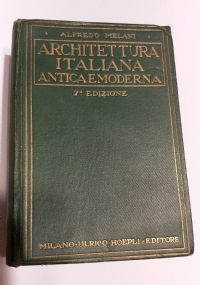 ALFREDO MELANI
ARCHITETTURA
ITALIANA
ANTICA E MODERNA
7ª EDIZIONE
MILANO-ULRICO HOEPLI-EDITORE